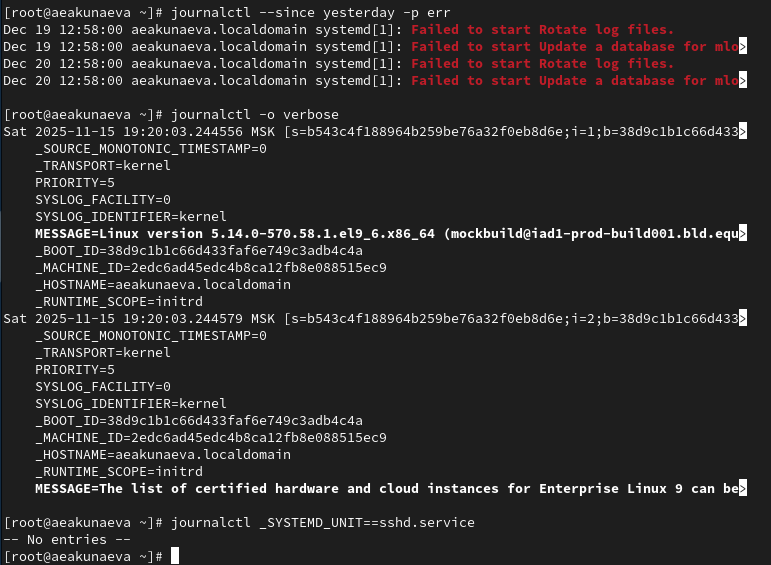 [root@aeakunaeva ~]# journalctl --since yesterday -p err
Dec 19 12:58:00 aeakunaeva.localdomain systemd[1]: Failed to start Rotate log files.
Dec 19 12:58:00 aeakunaeva.localdomain systemd[1]: Failed to start Update a database for mlo>
Dec 20 12:58:00 aeakunaeva.localdomain systemd[1]: Failed to start Rotate log files.
Dec 20 12:58:00 aeakunaeva.localdomain systemd[1]: Failed to start Update a database for mlo>
[root@aeakunaeva ~]# journalctl -o verbose
Sat 2025-11-15 19:20:03.244556 MSK [s=b543c4f188964b259be76a32f0eb8d6e;i=1;b=38d9c1b1c66d433>
    _SOURCE_MONOTONIC_TIMESTAMP=0
    _TRANSPORT=kernel
    PRIORITY=5
    SYSLOG_FACILITY=0
    SYSLOG_IDENTIFIER=kernel
    MESSAGE=Linux version 5.14.0-570.58.1.el9_6.x86_64 (mockbuild@iad1-prod-build001.bld.equ>
    _BOOT_ID=38d9c1b1c66d433faf6e749c3adb4c4a
    _MACHINE_ID=2edc6ad45edc4b8ca12fb8e088515ec9
    _HOSTNAME=aeakunaeva.localdomain
    _RUNTIME_SCOPE=initrd
Sat 2025-11-15 19:20:03.244579 MSK [s=b543c4f188964b259be76a32f0eb8d6e;i=2;b=38d9c1b1c66d433>
    _SOURCE_MONOTONIC_TIMESTAMP=0
    _TRANSPORT=kernel
    PRIORITY=5
    SYSLOG_FACILITY=0
    SYSLOG_IDENTIFIER=kernel
    _BOOT_ID=38d9c1b1c66d433faf6e749c3adb4c4a
    _MACHINE_ID=2edc6ad45edc4b8ca12fb8e088515ec9
    _HOSTNAME=aeakunaeva.localdomain
    _RUNTIME_SCOPE=initrd
    MESSAGE=The list of certified hardware and cloud instances for Enterprise Linux 9 can be>
[root@aeakunaeva ~]# journalctl _SYSTEMD_UNIT==sshd.service
-- No entries --
[root@aeakunaeva ~]#